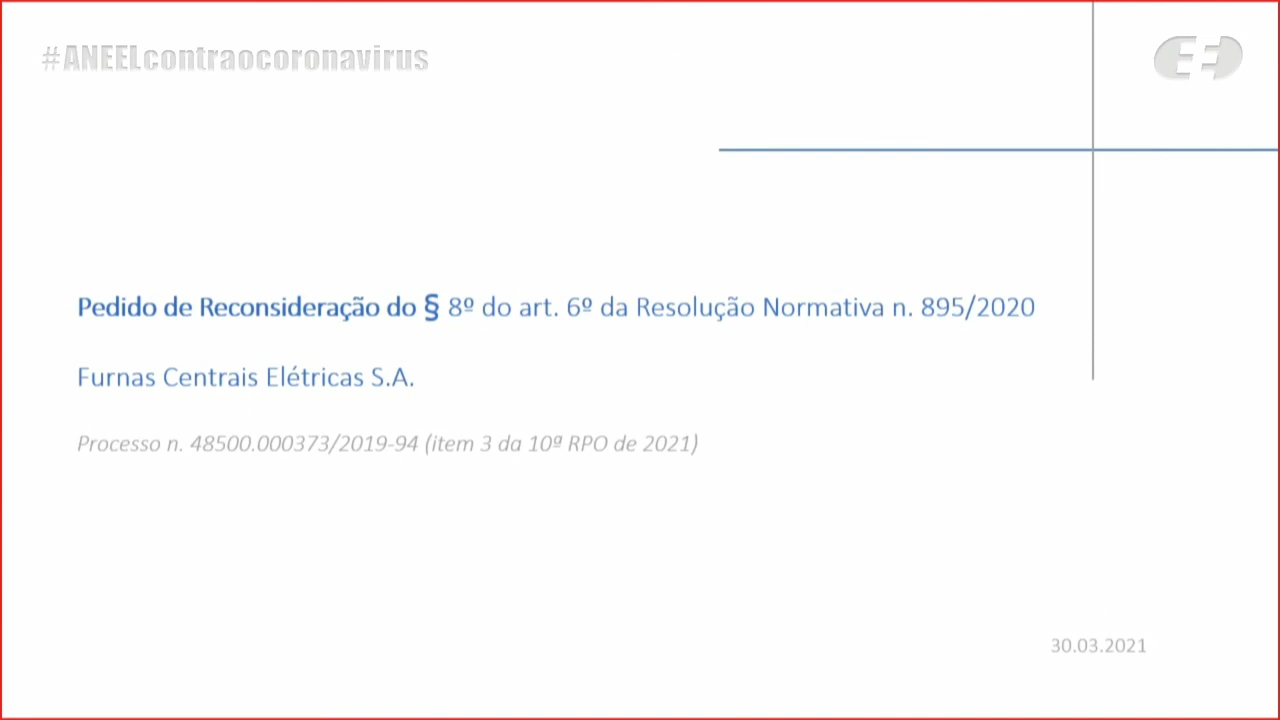 #ANEELcontraocoronavirus
Pedido de Reconsideração do § 8º do art. 6º da Resolução Normativa n. 895/2020
Furnas Centrais Elétricas S.A.
Processo n. 48500.000373/2019-94 (item 3 da 10ª RPO de 2021)
30.03.2021